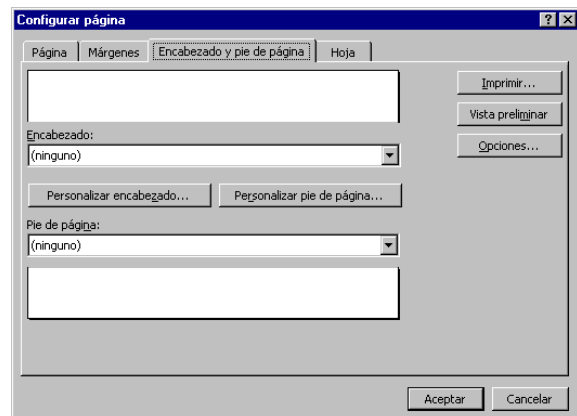 Configurar página
Página Márgenes Encabezado y pie de página Hoja
Imprimir...
Vista preliminar
Opciones...
Encabezado:
(ninguno)
Personalizar encabezado... Personalizar pie de página...
Pie de página:
(ninguno)
Aceptar Cancelar